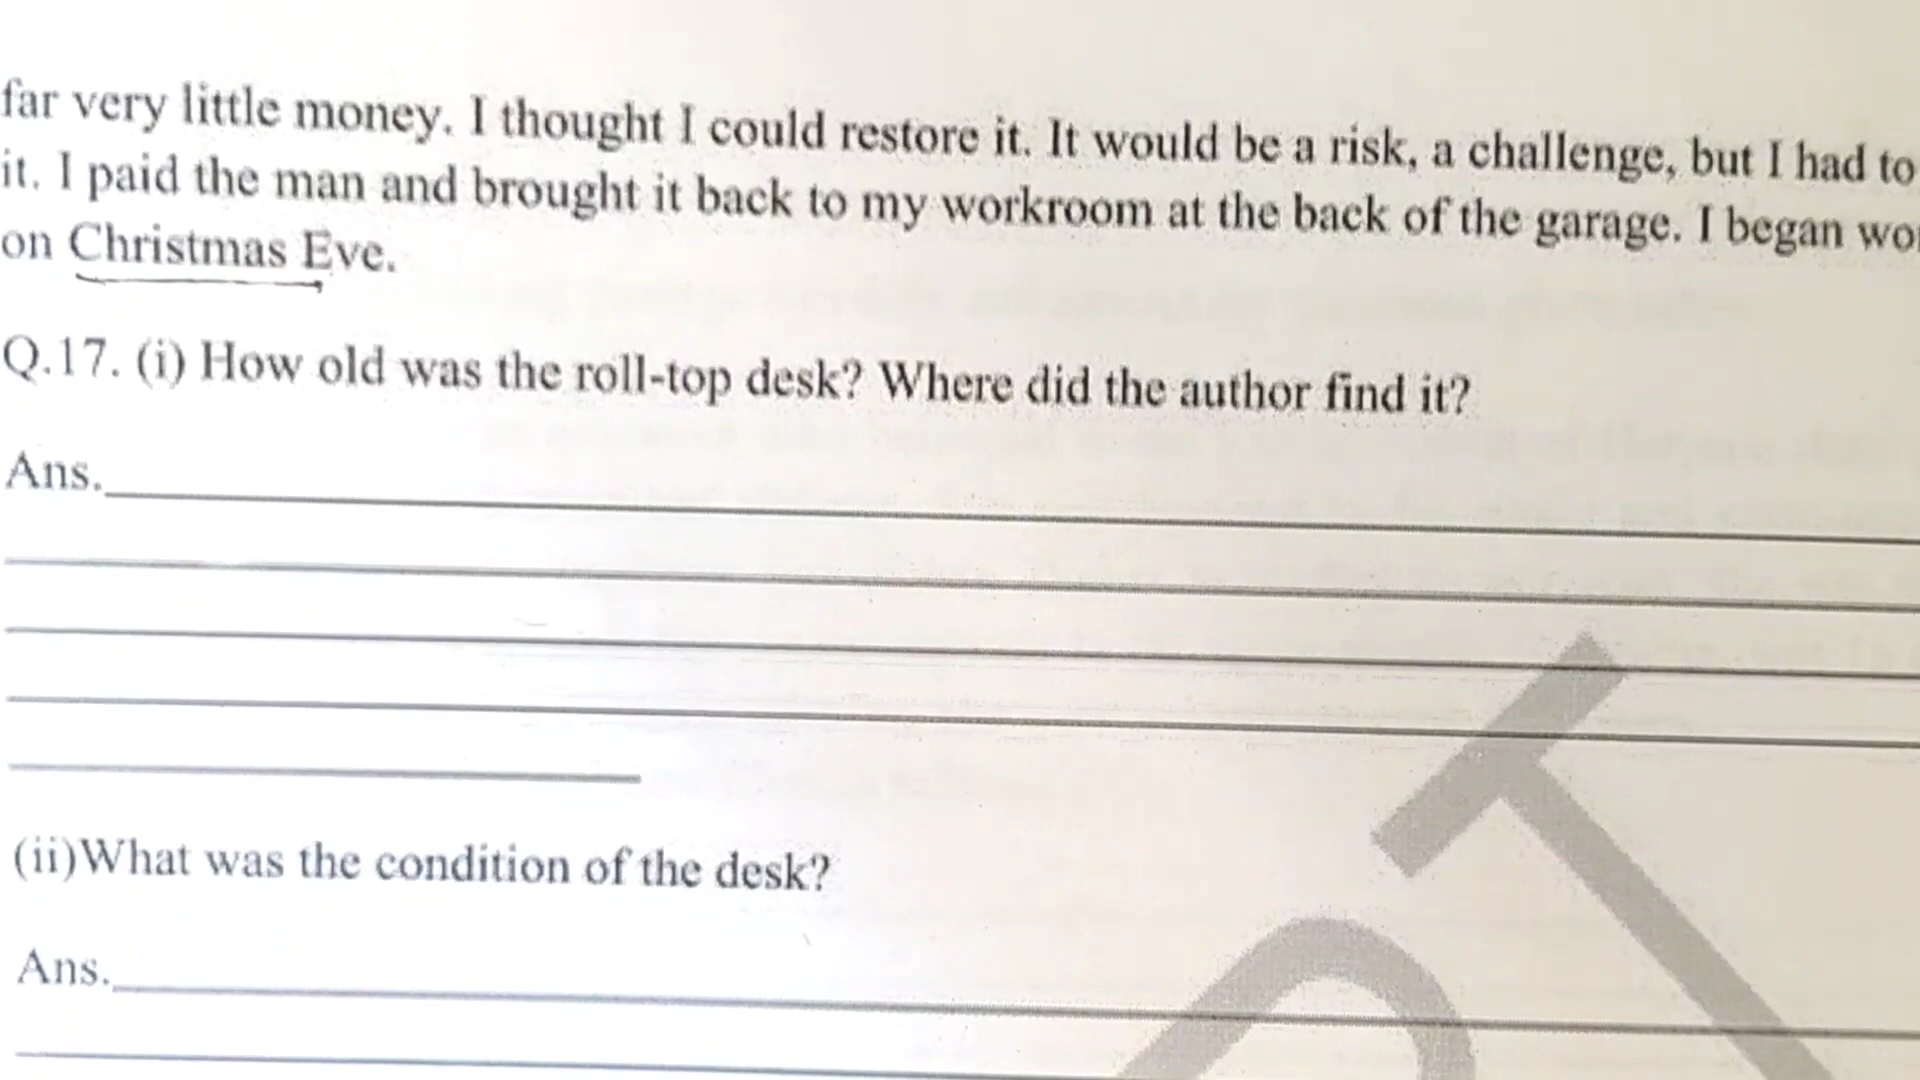 far very little money. I thought I could restore it. It would be a risk, a challenge, but I had to
it. I paid the man and brought it back to my workroom at the back of the garage. I began
on Christmas Eve.
Q.17. (i) How old was the roll-top desk? Where did the author find it?
Ans.
(ii)What was the condition of the desk?
Ans.